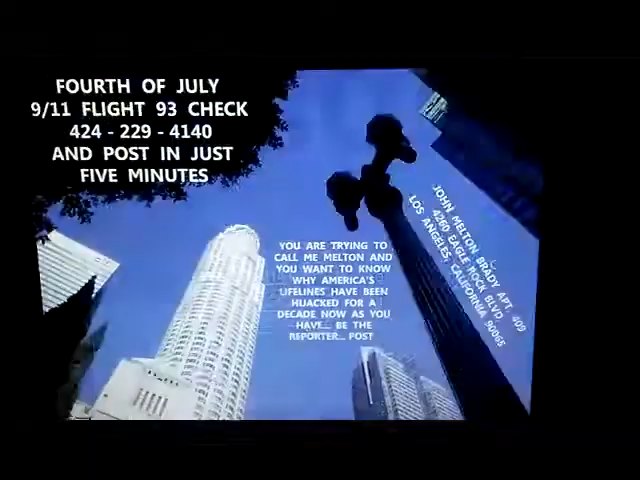 FOURTH OF JULY
9/11 FLIGHT 93 CHECK
424 - 229 - 4140
AND POST IN JUST
FIVE MINUTES
YOU ARE TRYING TO
CALL ME MELTON AND
YOU WANT TO KNOW
WHY AMERICA'S
LIFELINES HAVE BEEN
HIJACKED FOR A
DECADE NOW AS YOU
HAVE... BE THE
REPORTER... POST
JOHN MELTON BRADY APT. 409
4260 EAGLE ROCK BLVD.
LOS ANGELES, CALIFORNIA 90065